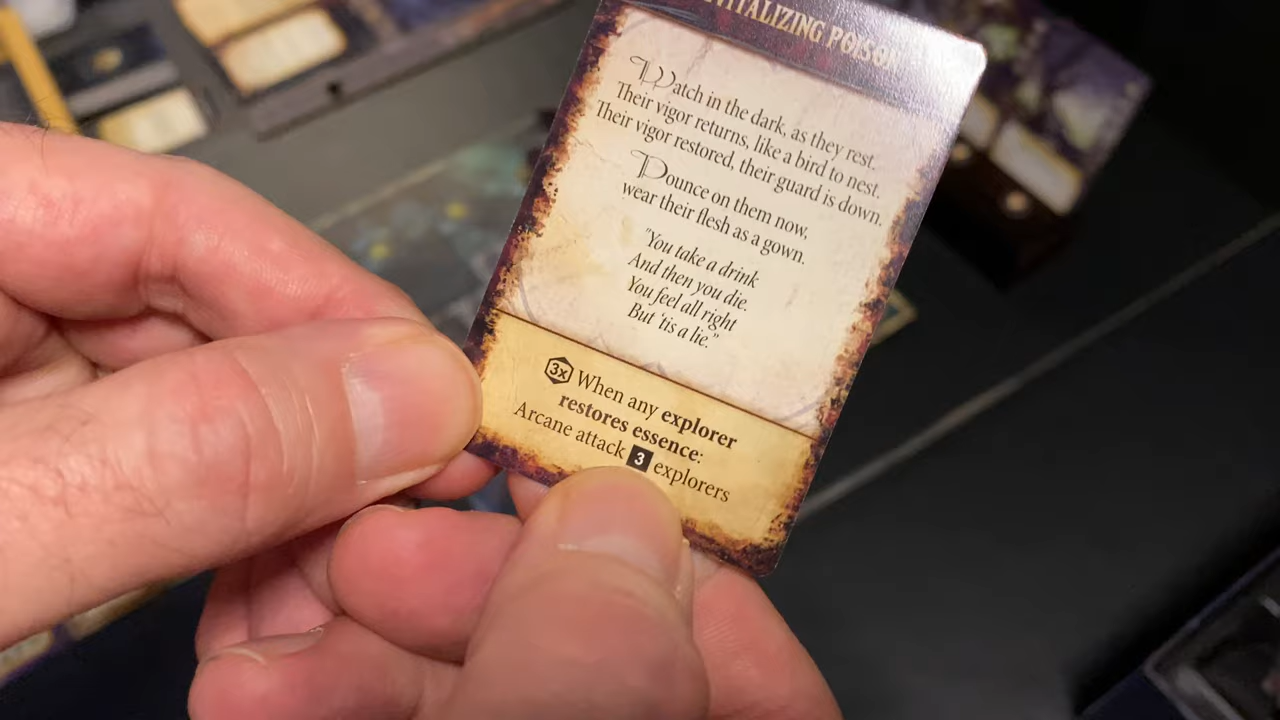 VITALIZING POISON
Watch in the dark, as they rest.
Their vigor returns, like a bird to nest.
Their vigor restored, their guard is down.
Pounce on them now,
wear their flesh as a gown.
"You take a drink
And then you die.
You feel all right
But 'tis a lie."
3x When any explorer
restores essence:
Arcane attack 3 explorers